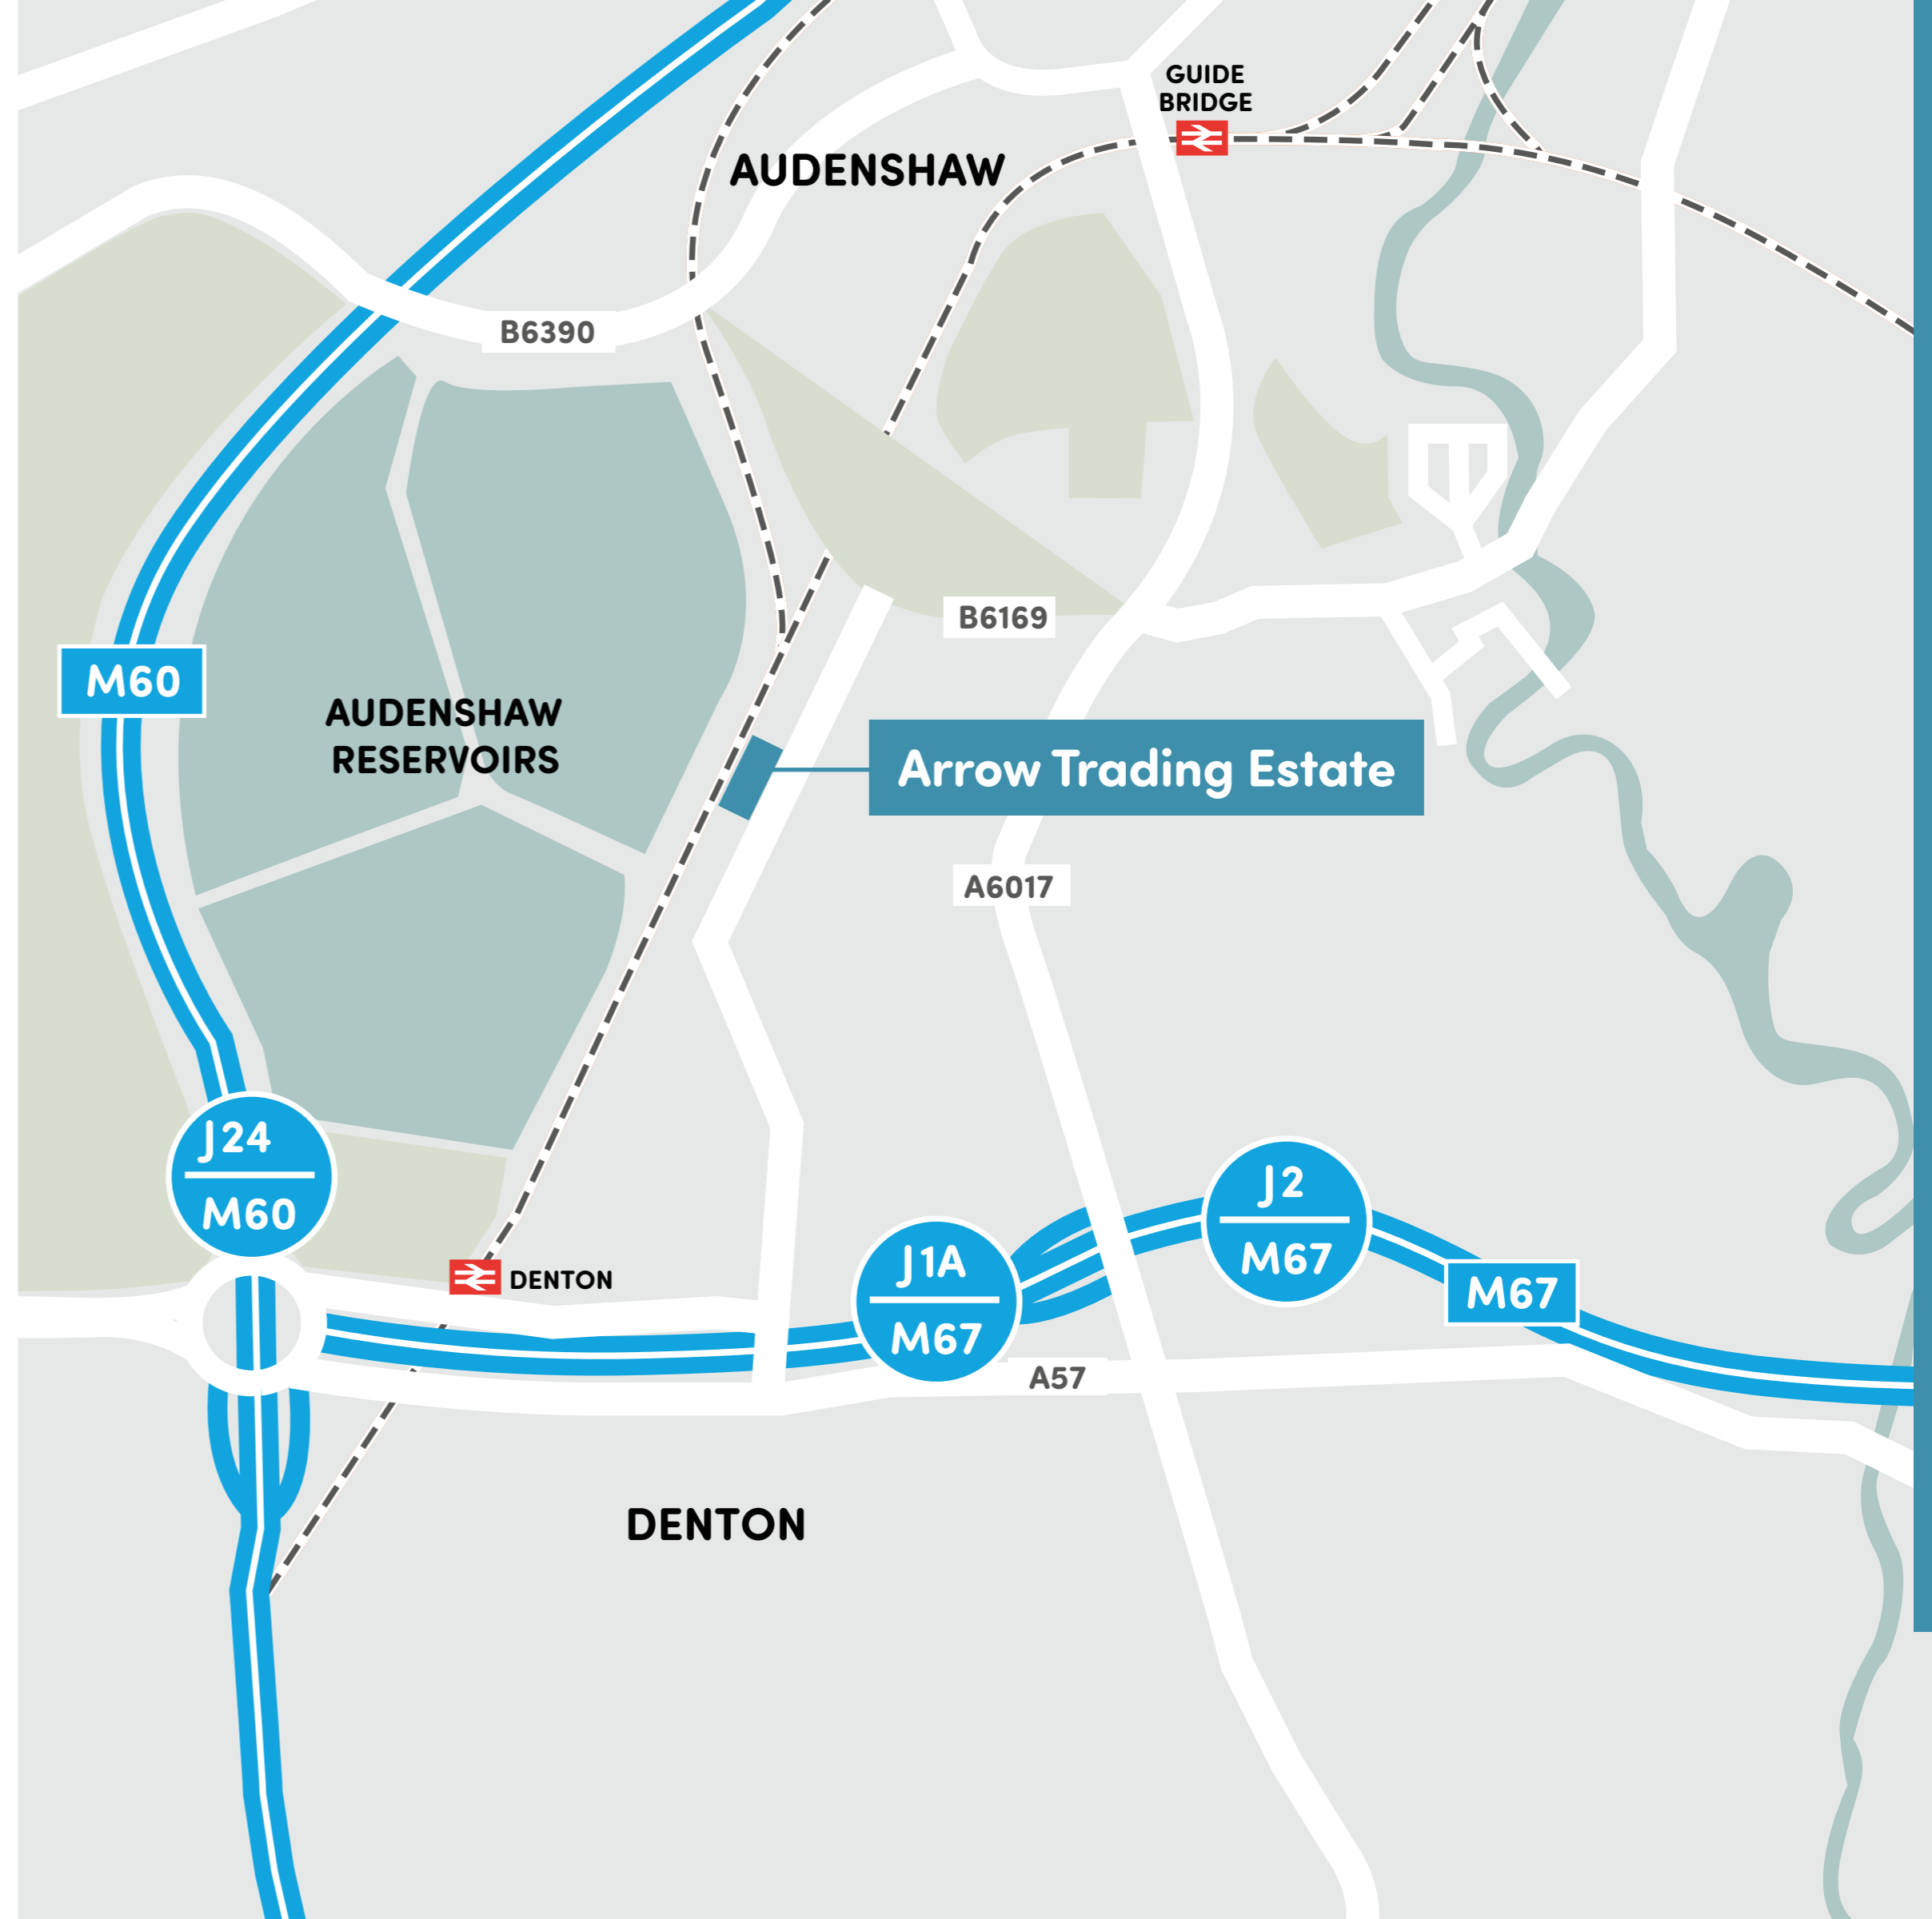 GUIDE
BRIDGE
AUDENSHAW
B6390
B6169
M60
AUDENSHAW
RESERVOIRS
Arrow Trading Estate
A6017
J24
M60
J2
M67
J1A
M67
DENTON
M67
A57
DENTON